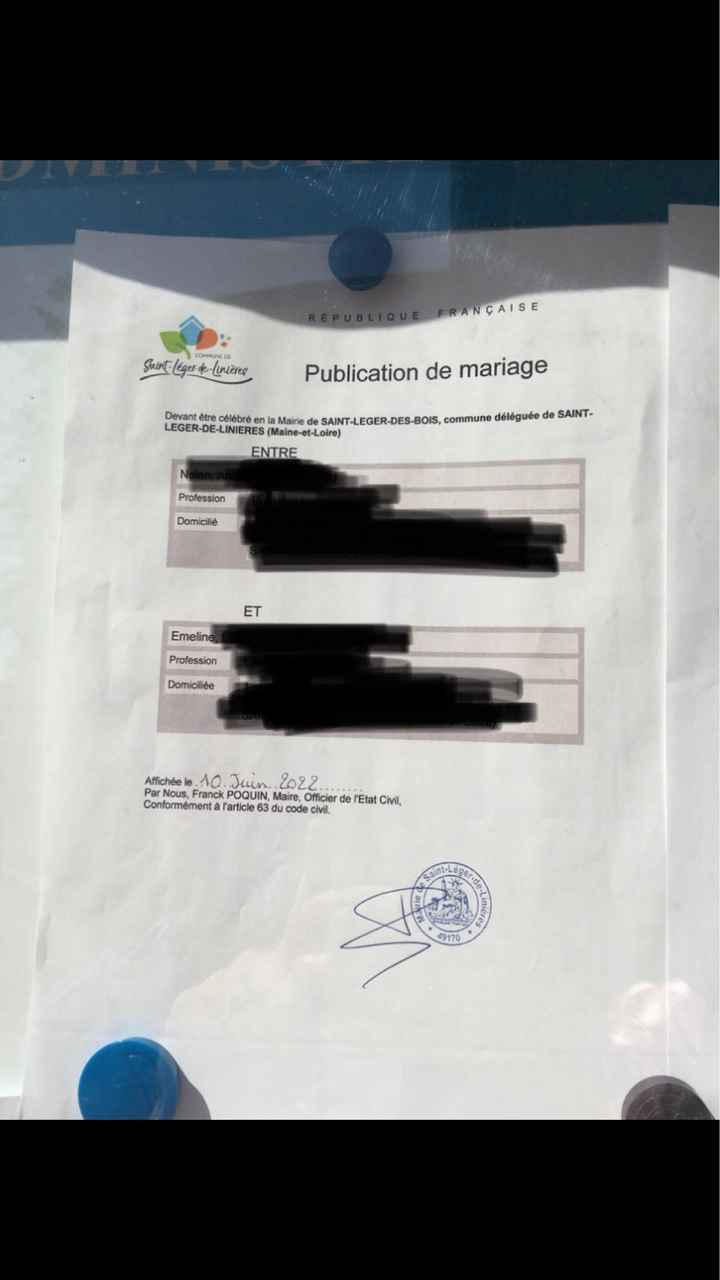 RÉPUBLIQUE FRANÇAISE
COMMUNE DE
Saint-Léger-de-Linières
Publication de mariage
Devant être célébré en la Mairie de SAINT-LEGER-DES-BOIS, commune déléguée de SAINT-
LEGER-DE-LINIERES (Maine-et-Loire)
ENTRE
Profession
Domicilié
ET
Emeline,
Profession
Domiciliée
Affichée le 10 Juin 2022
Par Nous, Franck POQUIN, Maire, Officier de l'Etat Civil,
Conformément à l'article 63 du code civil.
Mairie de Saint-Léger-de-Linières
49170